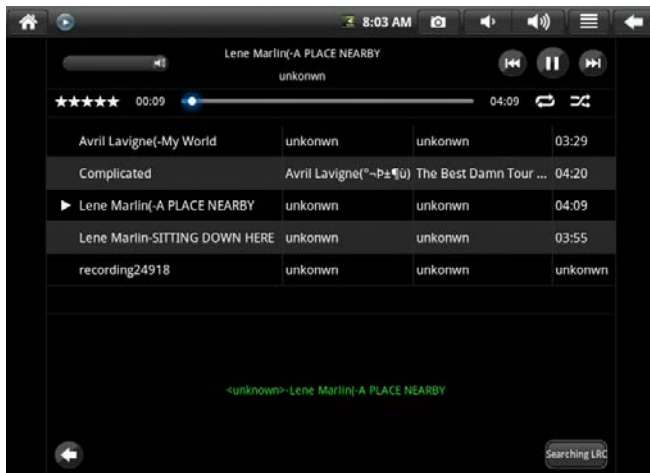 8:03 AM
Lene Marlin(-A PLACE NEARBY
unkonwn
00:09 04:09
Avril Lavigne(-My World unkonwn unkonwn 03:29
Complicated Avril Lavigne(°¬Þ±¶ù) The Best Damn Tour ... 04:20
Lene Marlin(-A PLACE NEARBY unkonwn unkonwn 04:09
Lene Marlin-SITTING DOWN HERE unkonwn unkonwn 03:55
recording24918 unkonwn unkonwn unkonwn
<unknown>-Lene Marlin(-A PLACE NEARBY
Searching LRC